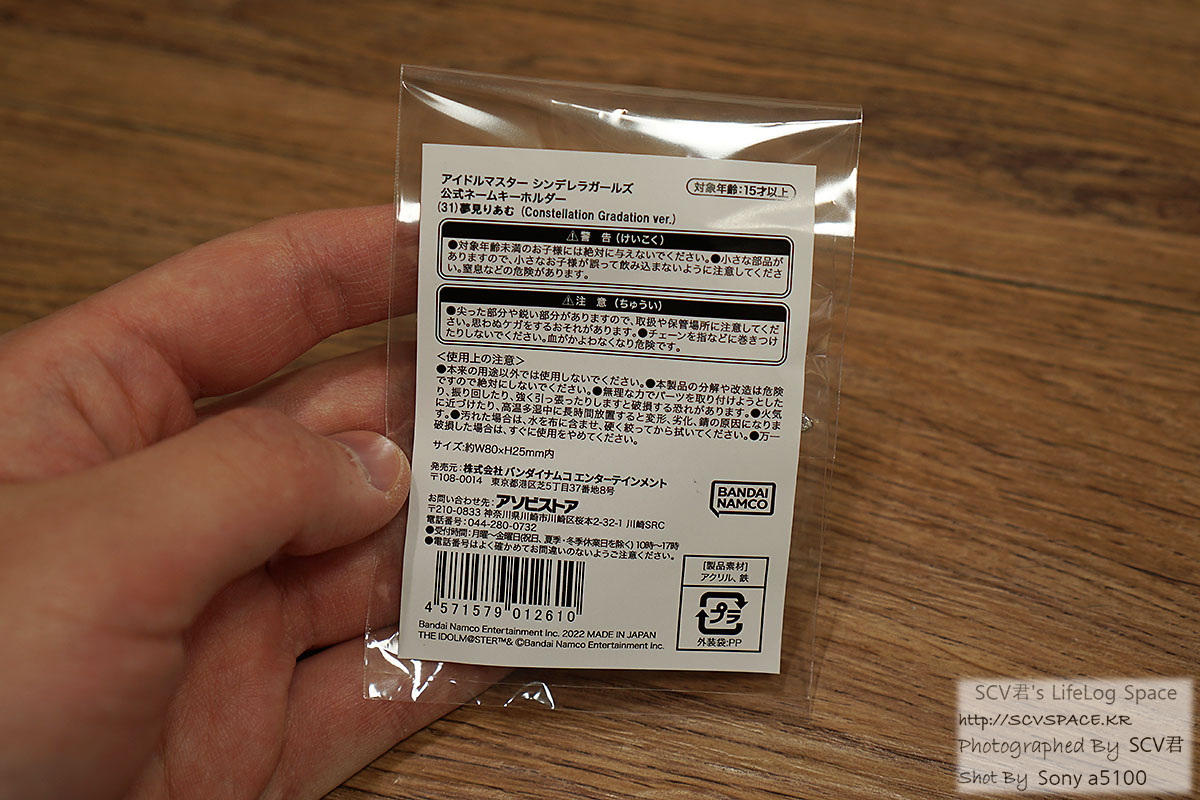 アイドルマスター シンデレラガールズ
公式ネームキーホルダー
(31)夢見りあむ (Constellation Gradation ver.)
対象年齢:15才以上
⚠警 告(けいこく)
●対象年齢未満のお子様には絶対に与えないでください。●小さな部品が
ありますので、小さなお子様が誤って飲み込まないように注意してくださ
い。窒息などの危険があります。
⚠注 意(ちゅうい)
●尖った部分や鋭い部分がありますので、取扱や保管場所に注意してくだ
さい。思わぬケガをするおそれがあります。●チェーンを指などに巻きつけ
たりしないでください。血がかよわなくなり危険です。
<使用上の注意>
●本来の用途以外では使用しないでください。●本製品の分解や改造は危険
ですので絶対にしないでください。●無理な力でパーツを取り付けようとした
り、振り回したり、強く引っ張ったりしますと破損する恐れがあります。●火気
に近づけたり、高温多湿中に長時間放置すると変形、劣化、錆の原因になりま
す。●汚れた場合は、水を布に含ませ、硬く絞ってから拭いてください。●万一
破損した場合は、すぐに使用をやめてください。
サイズ:約W80×H25mm内
発売元:株式会社 バンダイナムコ エンターテインメント
〒108-0014 東京都港区芝5丁目37番地8号
お問い合わせ先:アソビストア
〒210-0833 神奈川県川崎市川崎区桜本2-32-1 川崎SRC
電話番号:044-280-0732
●受付時間:月曜~金曜日(祝日、夏季・冬季休業日を除く) 10時~17時
●電話番号はよく確かめてお間違いのないようご注意ください。
BANDAI
NAMCO
4 571579 012610
[製品素材]
アクリル、鉄
プラ
外装袋:PP
Bandai Namco Entertainment Inc. 2022 MADE IN JAPAN
THE IDOLM@STER™& ©Bandai Namco Entertainment Inc.
SCV君's LifeLog Space
http://SCVSPACE.KR
Photographed By SCV君
Shot By Sony a5100